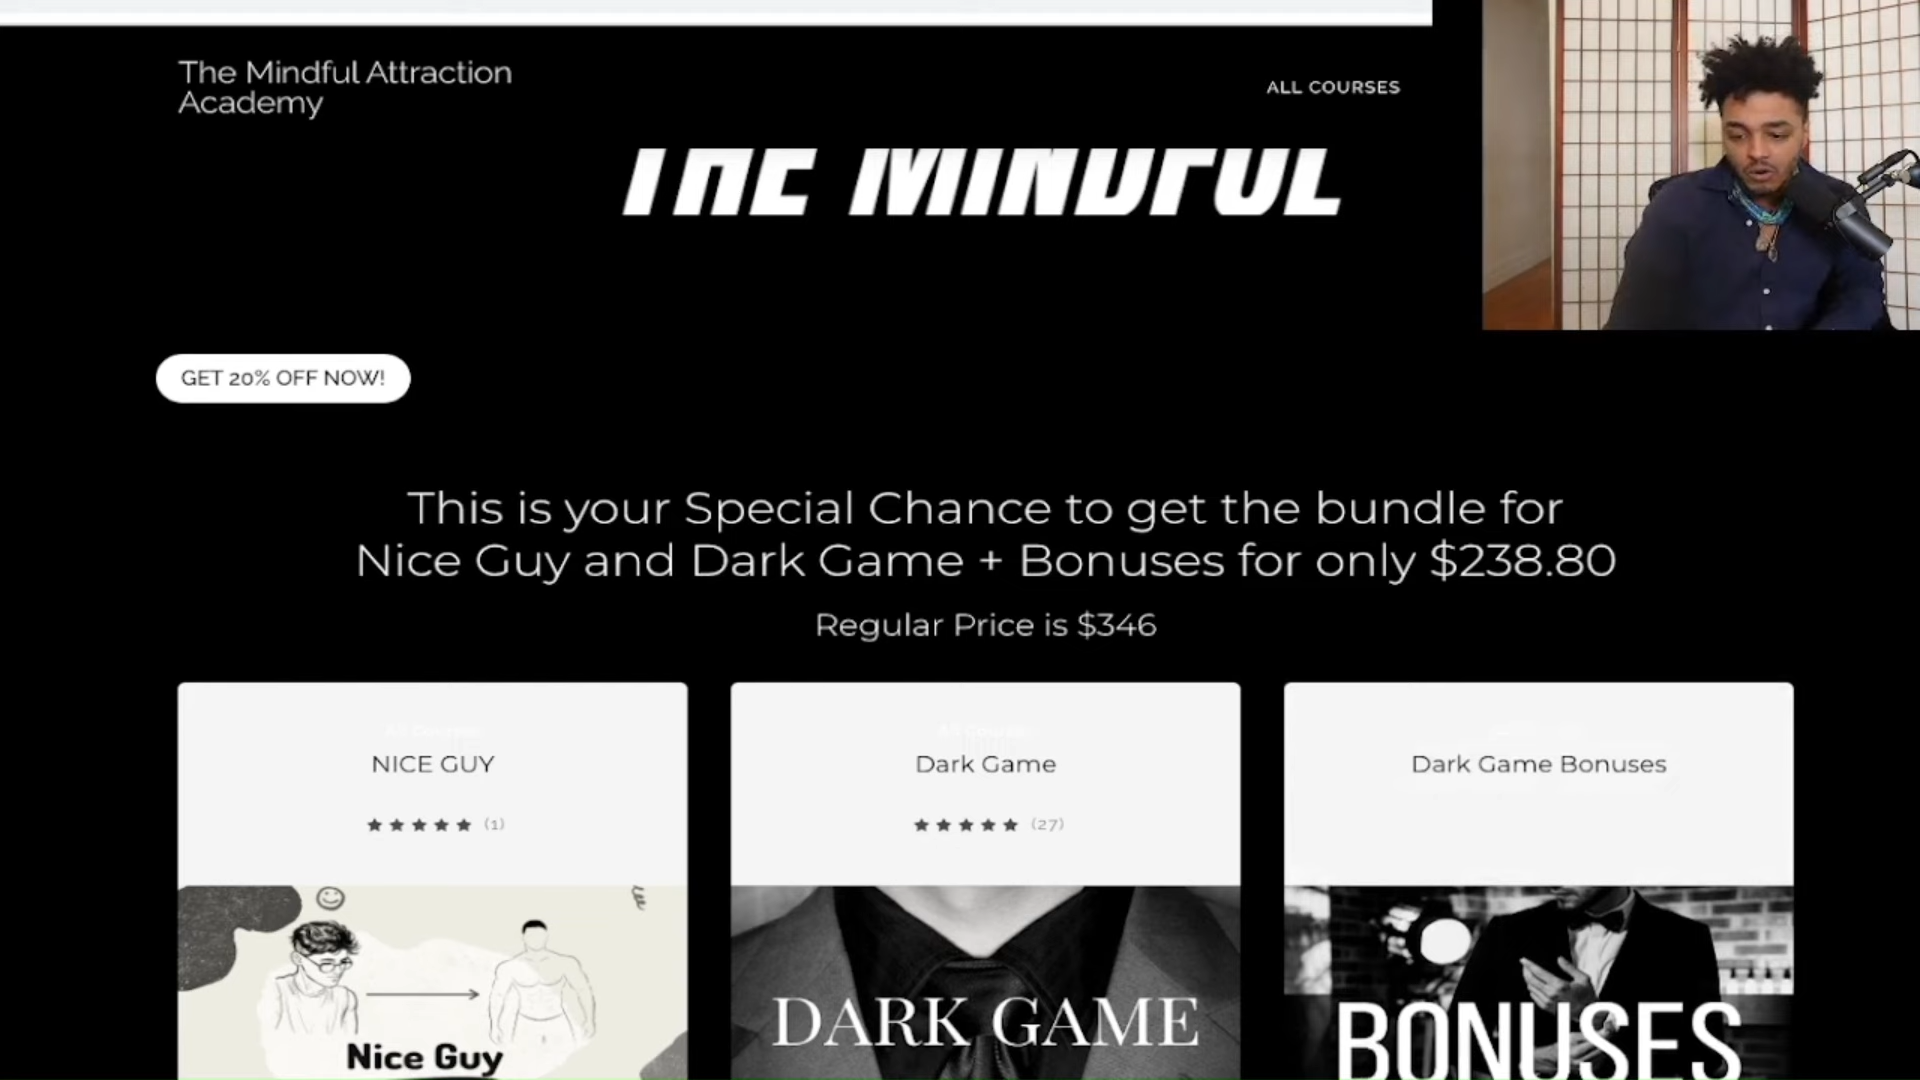 The Mindful Attraction
Academy
ALL COURSES
THE MINDFUL
GET 20% OFF NOW!
This is your Special Chance to get the bundle for
Nice Guy and Dark Game + Bonuses for only $238.80
Regular Price is $346
NICE GUY
(1)
Dark Game
(27)
Dark Game Bonuses
Nice Guy
DARK GAME
BONUSES